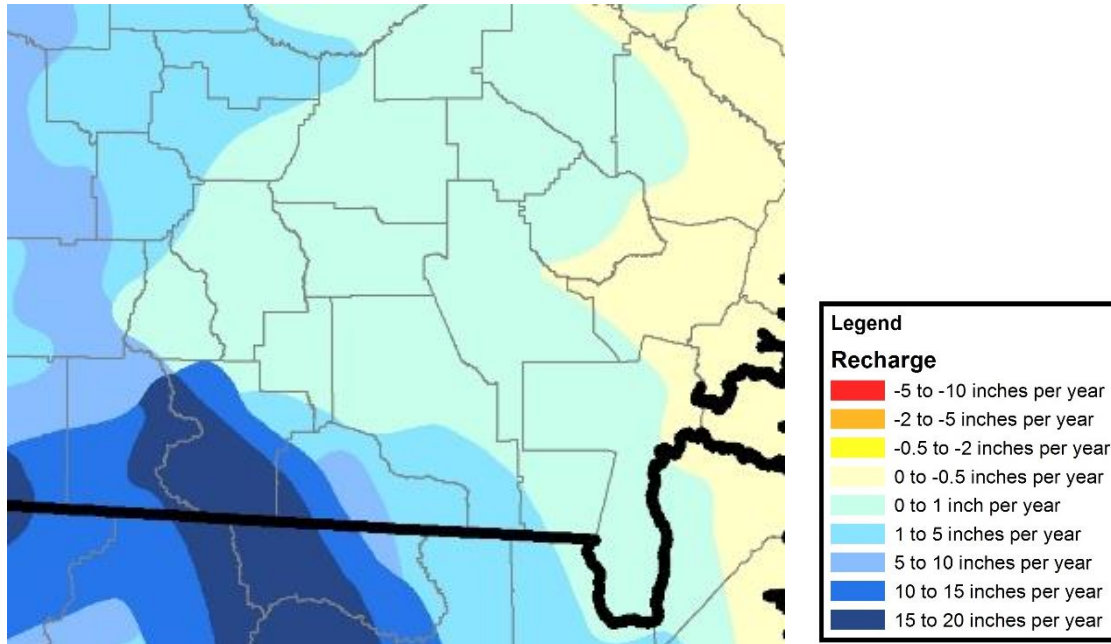 Legend
Recharge
-5 to -10 inches per year
-2 to -5 inches per year
-0.5 to -2 inches per year
0 to -0.5 inches per year
0 to 1 inch per year
1 to 5 inches per year
5 to 10 inches per year
10 to 15 inches per year
15 to 20 inches per year